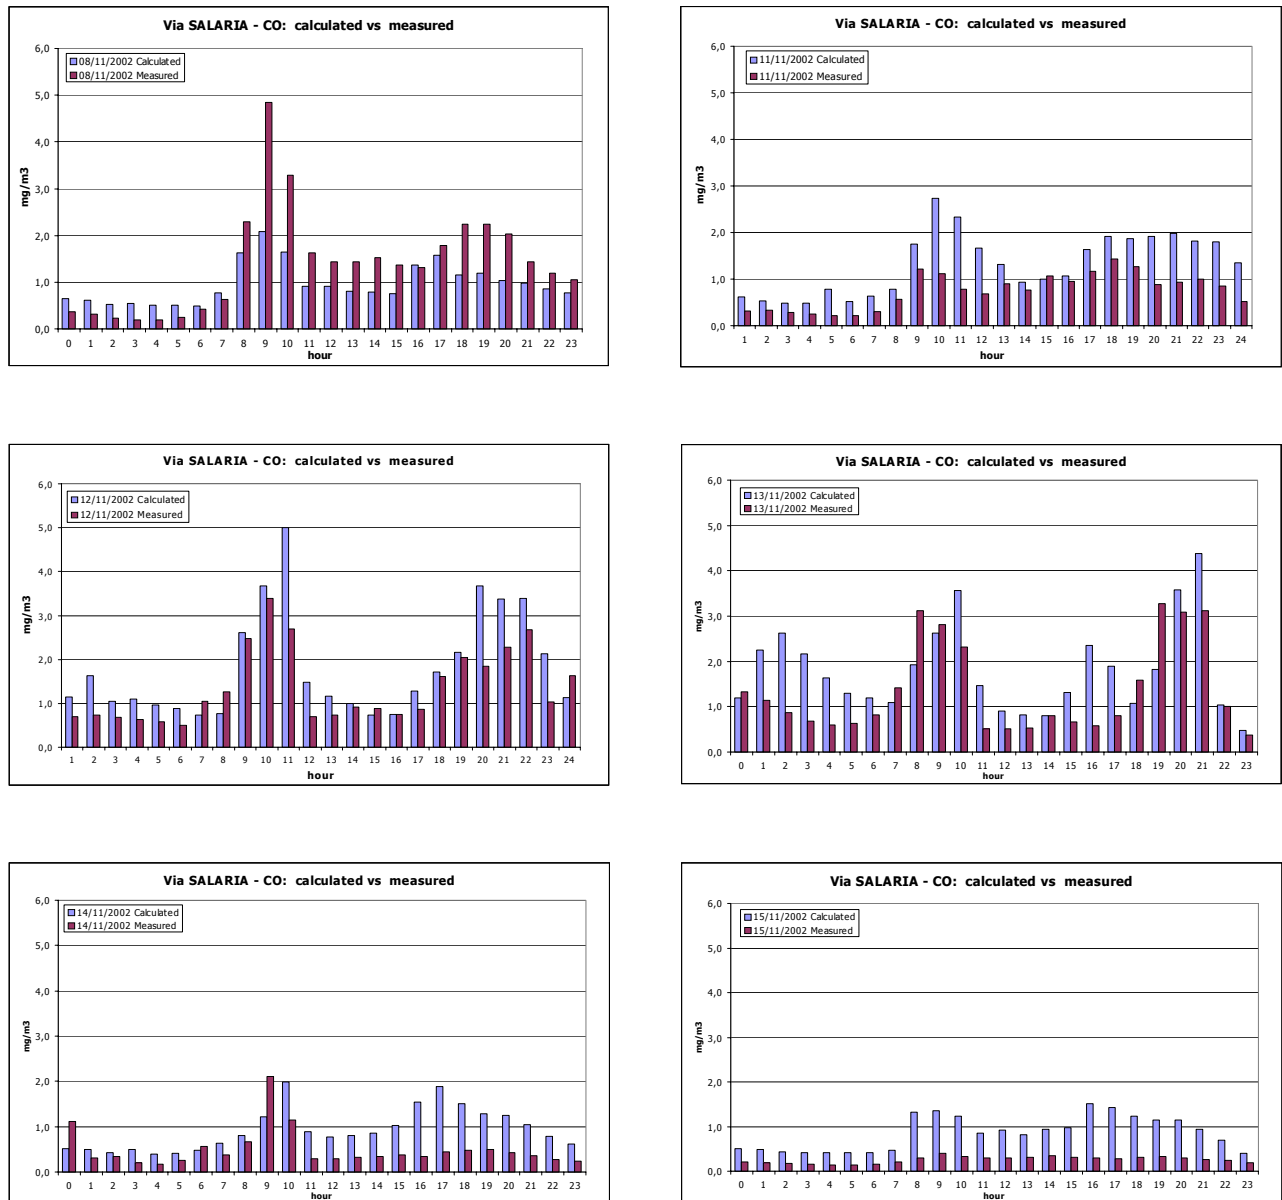 Via SALARIA - CO: calculated vs measured
6,0
08/11/2002 Calculated
08/11/2002 Measured
5,0
4,0
mg/m3
3,0
2,0
1,0
0,0
0 1 2 3 4 5 6 7 8 9 10 11 12 13 14 15 16 17 18 19 20 21 22 23
hour
Via SALARIA - CO: calculated vs measured
6,0
11/11/2002 Calculated
11/11/2002 Measured
5,0
4,0
mg/m3
3,0
2,0
1,0
0,0
1 2 3 4 5 6 7 8 9 10 11 12 13 14 15 16 17 18 19 20 21 22 23 24
hour
Via SALARIA - CO: calculated vs measured
6,0
12/11/2002 Calculated
12/11/2002 Measured
5,0
4,0
mg/m3
3,0
2,0
1,0
0,0
1 2 3 4 5 6 7 8 9 10 11 12 13 14 15 16 17 18 19 20 21 22 23 24
hour
Via SALARIA - CO: calculated vs measured
6,0
13/11/2002 Calculated
13/11/2002 Measured
5,0
4,0
mg/m3
3,0
2,0
1,0
0,0
0 1 2 3 4 5 6 7 8 9 10 11 12 13 14 15 16 17 18 19 20 21 22 23
hour
Via SALARIA - CO: calculated vs measured
6,0
14/11/2002 Calculated
14/11/2002 Measured
5,0
4,0
mg/m3
3,0
2,0
1,0
0,0
0 1 2 3 4 5 6 7 8 9 10 11 12 13 14 15 16 17 18 19 20 21 22 23
hour
Via SALARIA - CO: calculated vs measured
6,0
15/11/2002 Calculated
15/11/2002 Measured
5,0
4,0
mg/m3
3,0
2,0
1,0
0,0
0 1 2 3 4 5 6 7 8 9 10 11 12 13 14 15 16 17 18 19 20 21 22 23
hour